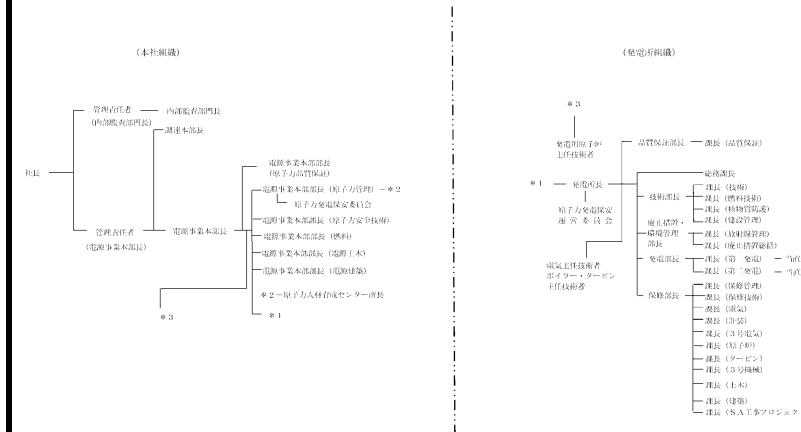 (本社組織)
社長
管理責任者
(内部監査部門長)
内部監査部門長
調達本部長
管理責任者
(電源事業本部長)
電源事業本部長
電源事業本部部長
(原子力品質保証)
電源事業本部部長(原子力管理)-*2
原子力発電保安委員会
電源事業本部部長(原子力安全技術)
電源事業本部部長(燃料)
電源事業本部部長(電源土木)
電源事業本部部長(電源建築)
*2-原子力人材育成センター所長
*3
*1
(発電所組織)
*3
発電用原子炉
主任技術者
*1
発電所長
原子力発電保安
運営委員会
電気主任技術者
ボイラー・タービン
主任技術者
品質保証部長
課長(品質保証)
総務課長
技術部長
課長(技術)
課長(燃料技術)
課長(核物質防護)
課長(建設管理)
廃止措置・
環境管理
部長
課長(放射線管理)
課長(廃止措置総括)
発電部長
課長(第一発電)
課長(第二発電)
保修部長
課長(保修管理)
課長(保修技術)
課長(電気)
課長(計装)
課長(3号電気)
課長(原子炉)
課長(タービン)
課長(3号機械)
課長(土木)
課長(建築)
課長(SA工事プロジェク